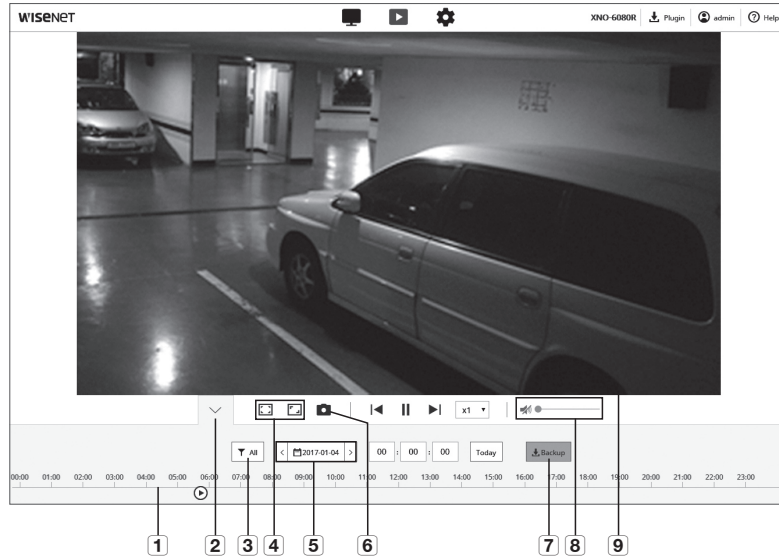 WISENET
XNO-6080R Plugin admin Help
x1
All
2017-01-04
00 : 00 : 00
Today
Backup
00:00 01:00 02:00 03:00 04:00 05:00 06:00 07:00 08:00 09:00 10:00 11:00 12:00 13:00 14:00 15:00 16:00 17:00 18:00 19:00 20:00 21:00 22:00 23:00
1 2 3 4 5 6 7 8 9